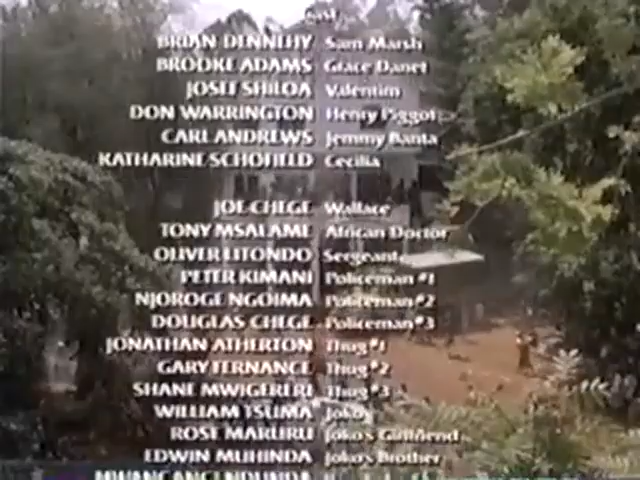 cast
BRIAN DENNEHY Sam Marsh
BROOKE ADAMS Grace Danet
JOSEF SHILOA Valentim
DON WARRINGTON Henry Piggot
CARL ANDREWS Jemmy Banta
KATHARINE SCHOFIELD Cecilia
JOE CHEGE Wallace
TONY MSALAME African Doctor
OLIVER LITONDO Sergeant
PETER KIMANI Policeman #1
NJOROGE NGOIMA Policeman #2
DOUGLAS CHEGE Policeman #3
JONATHAN ATHERTON Thug #1
GARY FERNANCE Thug #2
SHANE MWIGERERI Thug #3
WILLIAM TSUMA Joko
ROSE MARURU Joko's Girlfriend
EDWIN MUHINDA Joko's Brother